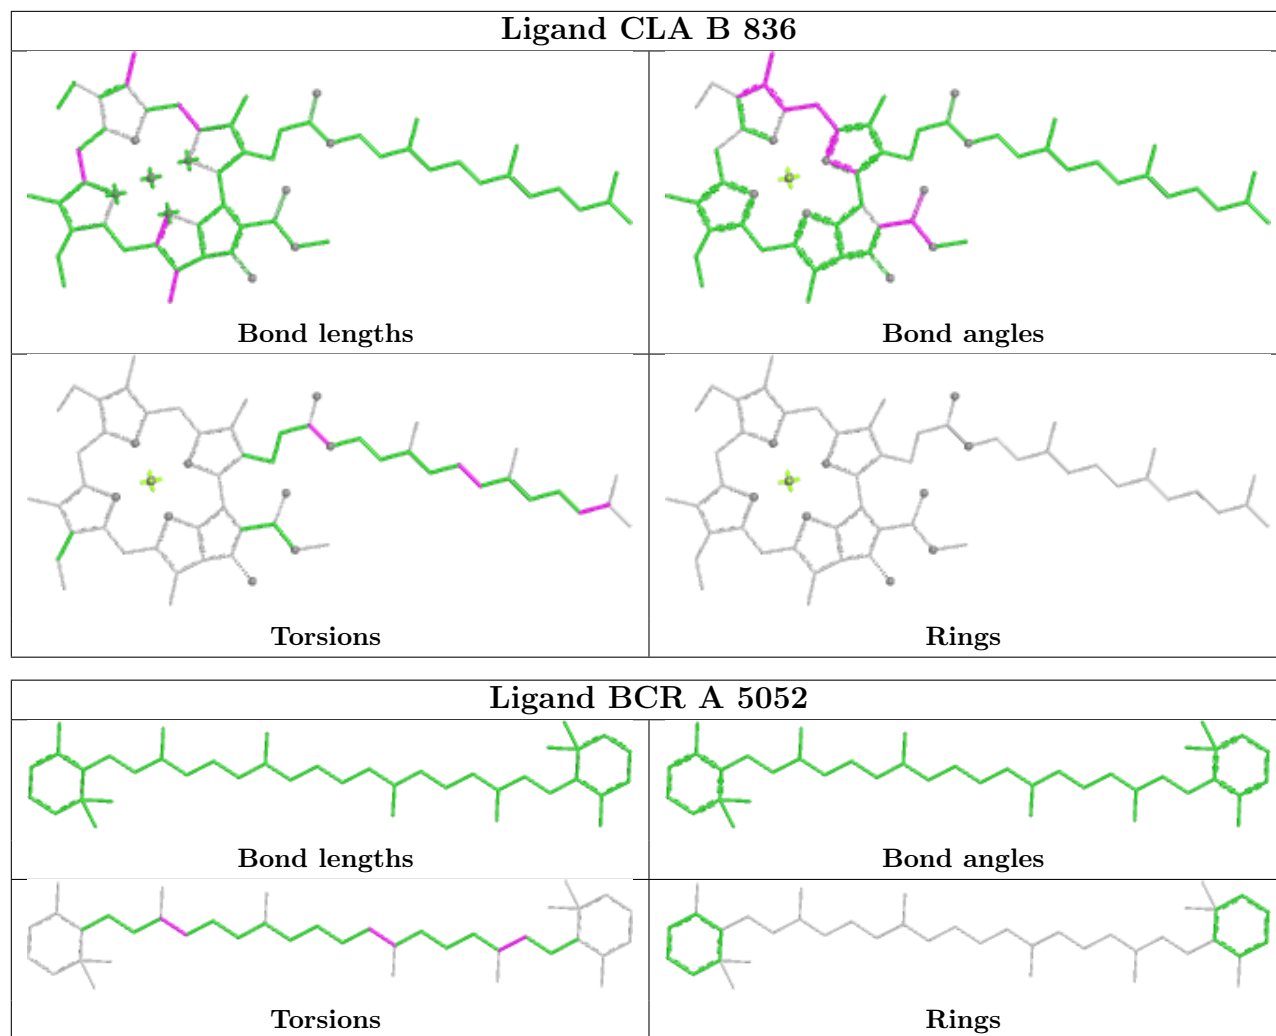 Ligand CLA B 836
Bond lengths
Bond angles
Torsions
Rings
Ligand BCR A 5052
Bond lengths
Bond angles
Torsions
Rings